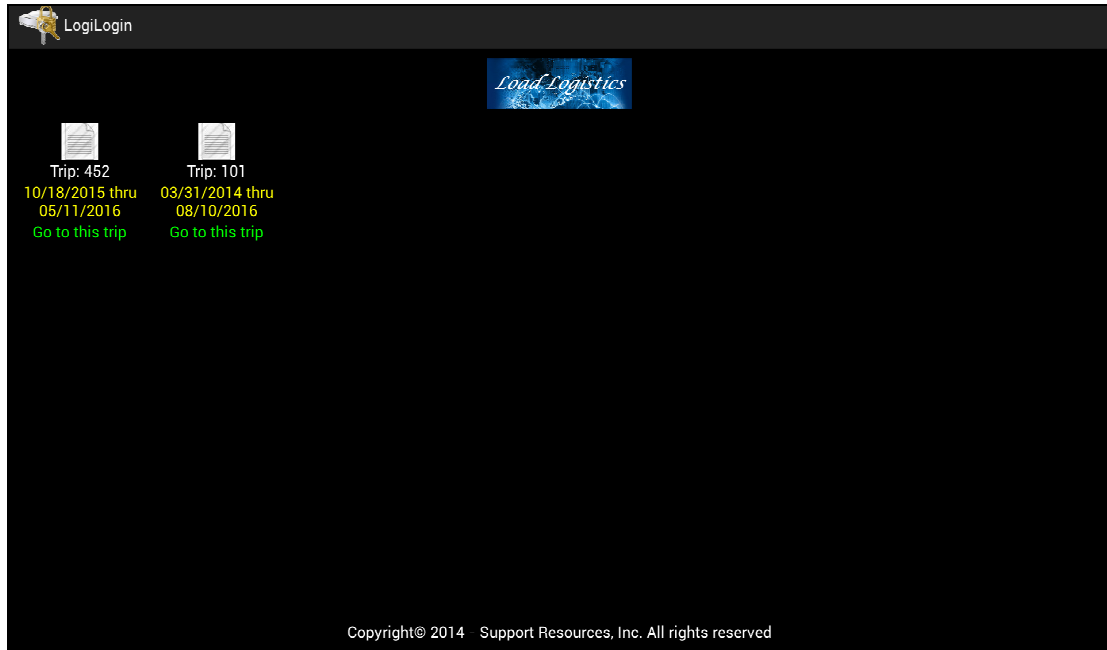 LogiLogin
Load Logistics
Trip: 452
10/18/2015 thru
05/11/2016
Go to this trip
Trip: 101
03/31/2014 thru
08/10/2016
Go to this trip
Copyright© 2014 - Support Resources, Inc. All rights reserved